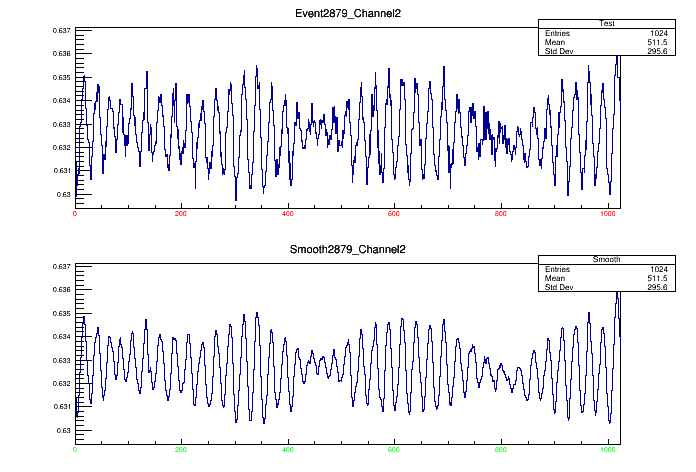 Event2879_Channel2
Test
Entries 1024
Mean 511.5
Std Dev 295.6
0.637
0.636
0.635
0.634
0.633
0.632
0.631
0.63
0 200 400 600 800 1000
Smooth2879_Channel2
Smooth
Entries 1024
Mean 511.5
Std Dev 295.6
0.637
0.636
0.635
0.634
0.633
0.632
0.631
0.63
0 200 400 600 800 1000